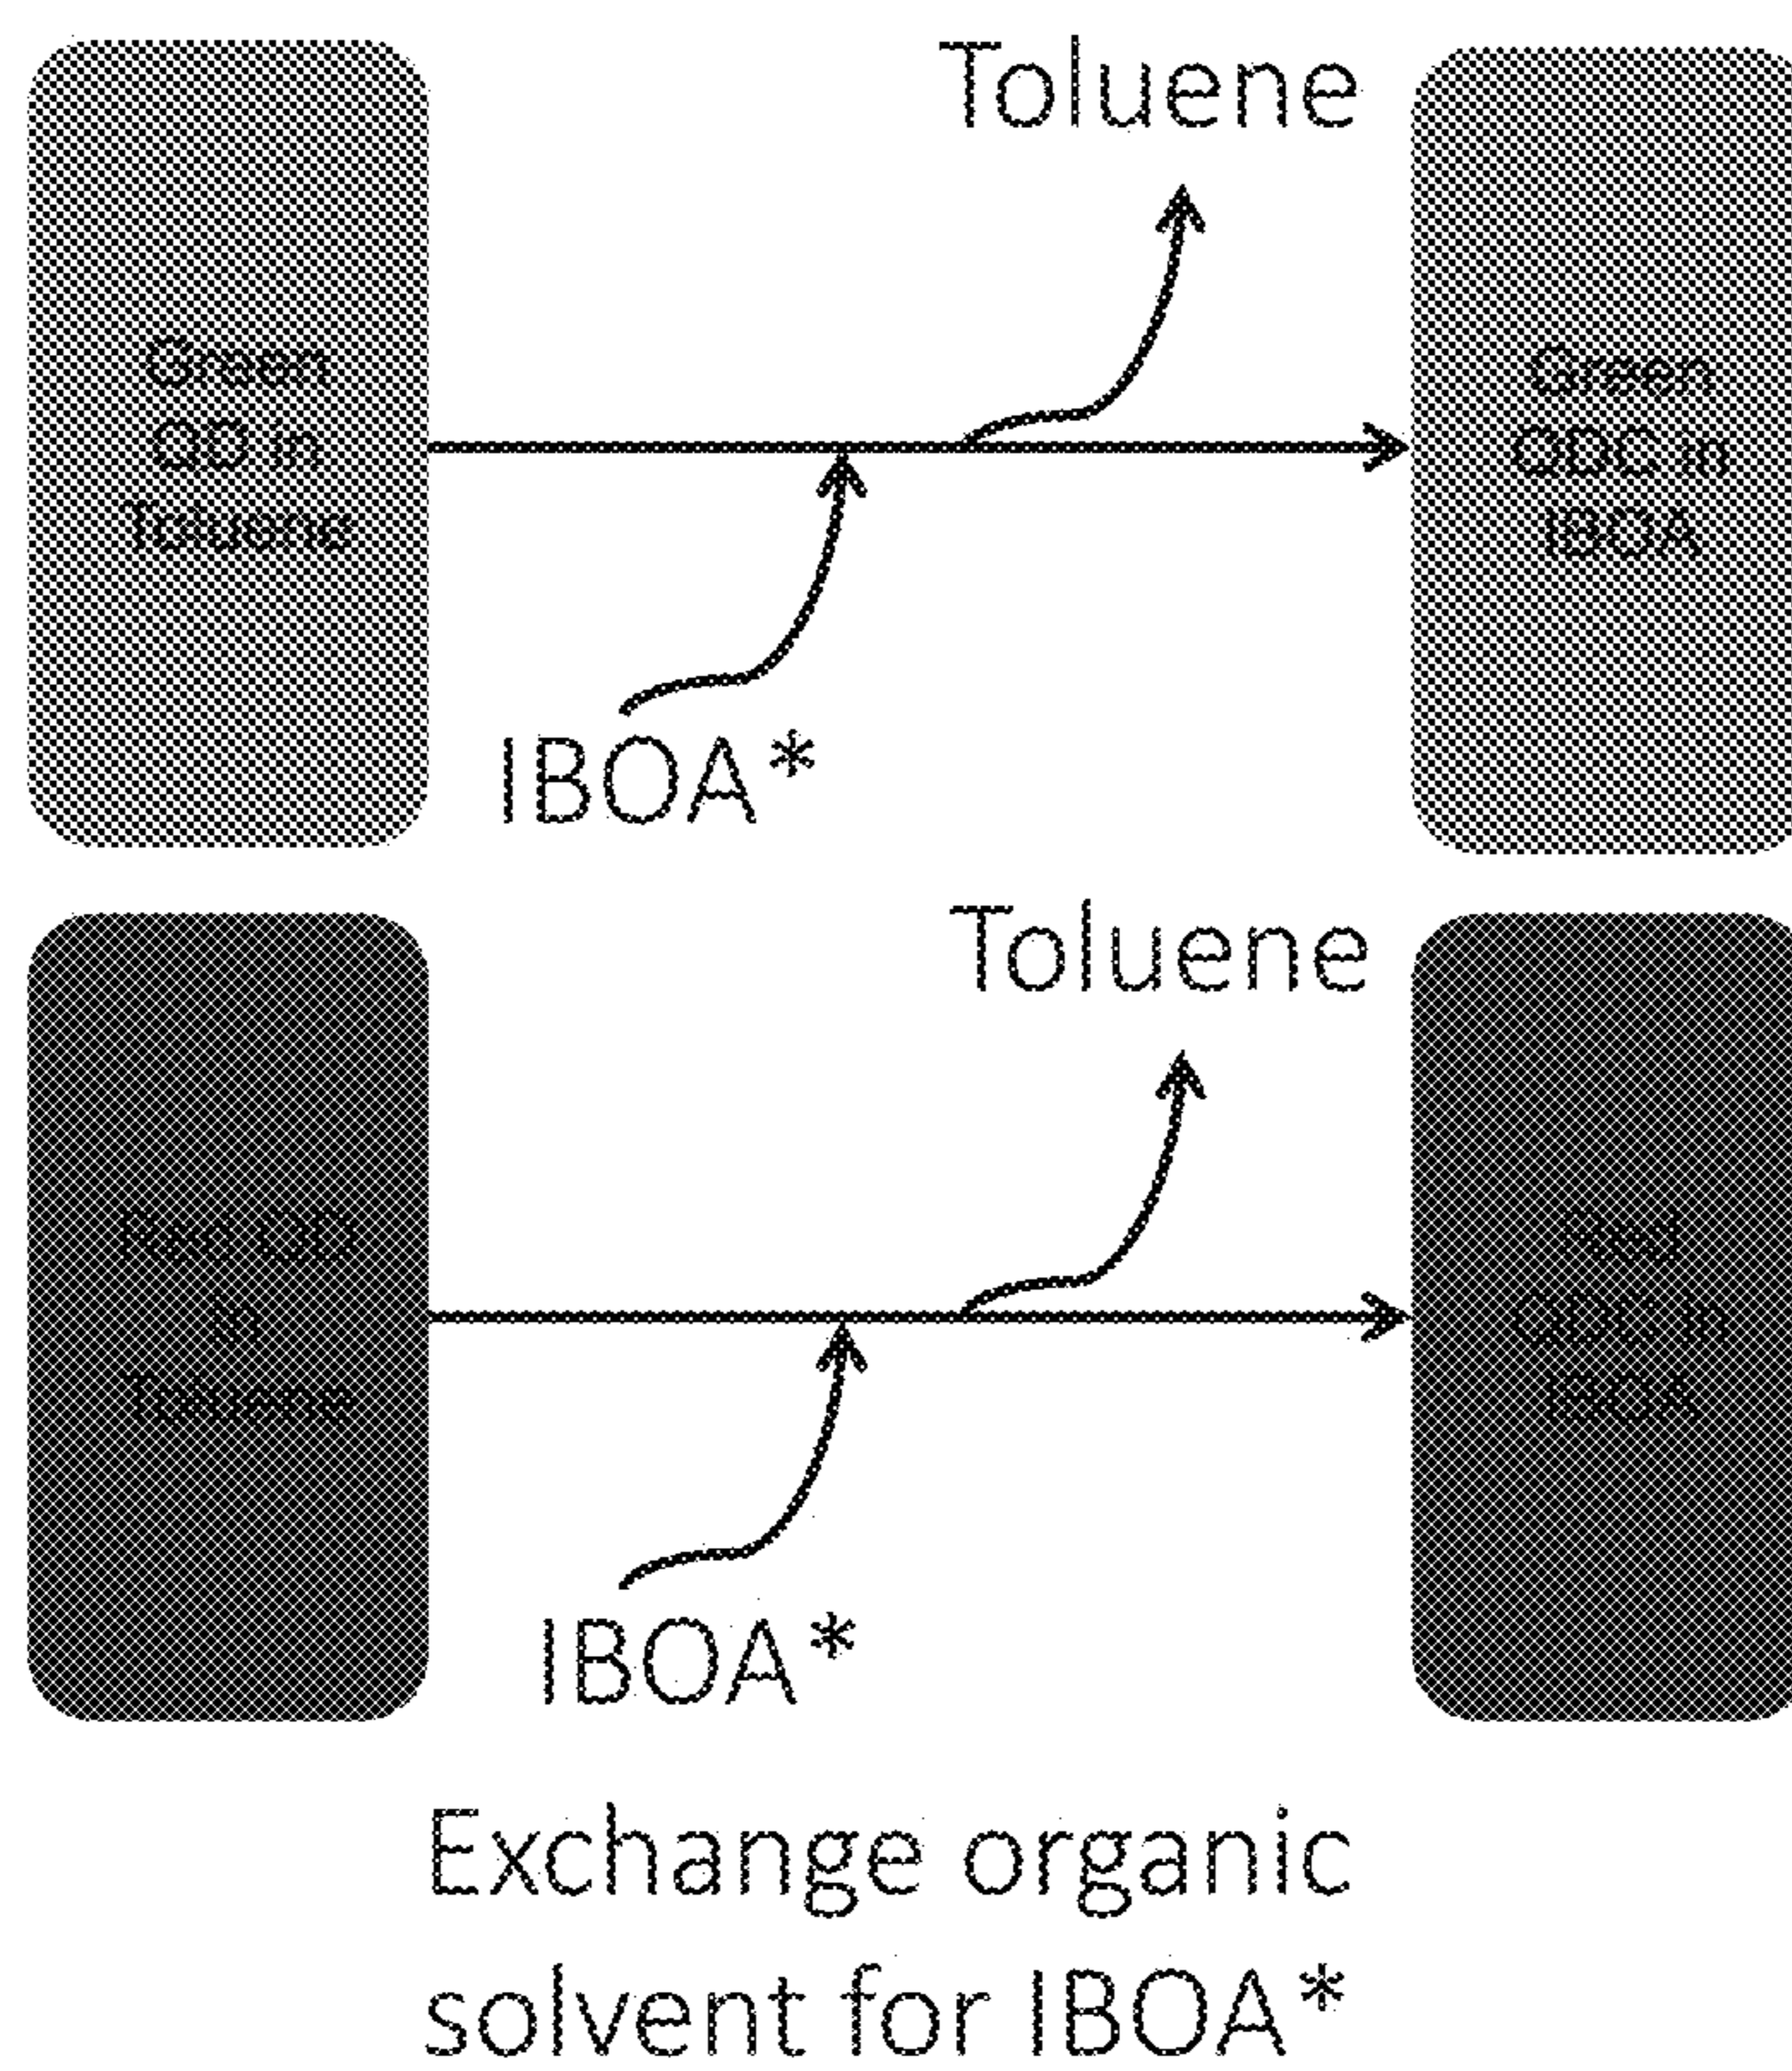 Toluene
Green
QD in
Toluene
Green
QDC in
IBOA
IBOA*
Toluene
Red QD
in
Toluene
Red
QDC in
IBOA
IBOA*
Exchange organic
solvent for IBOA*